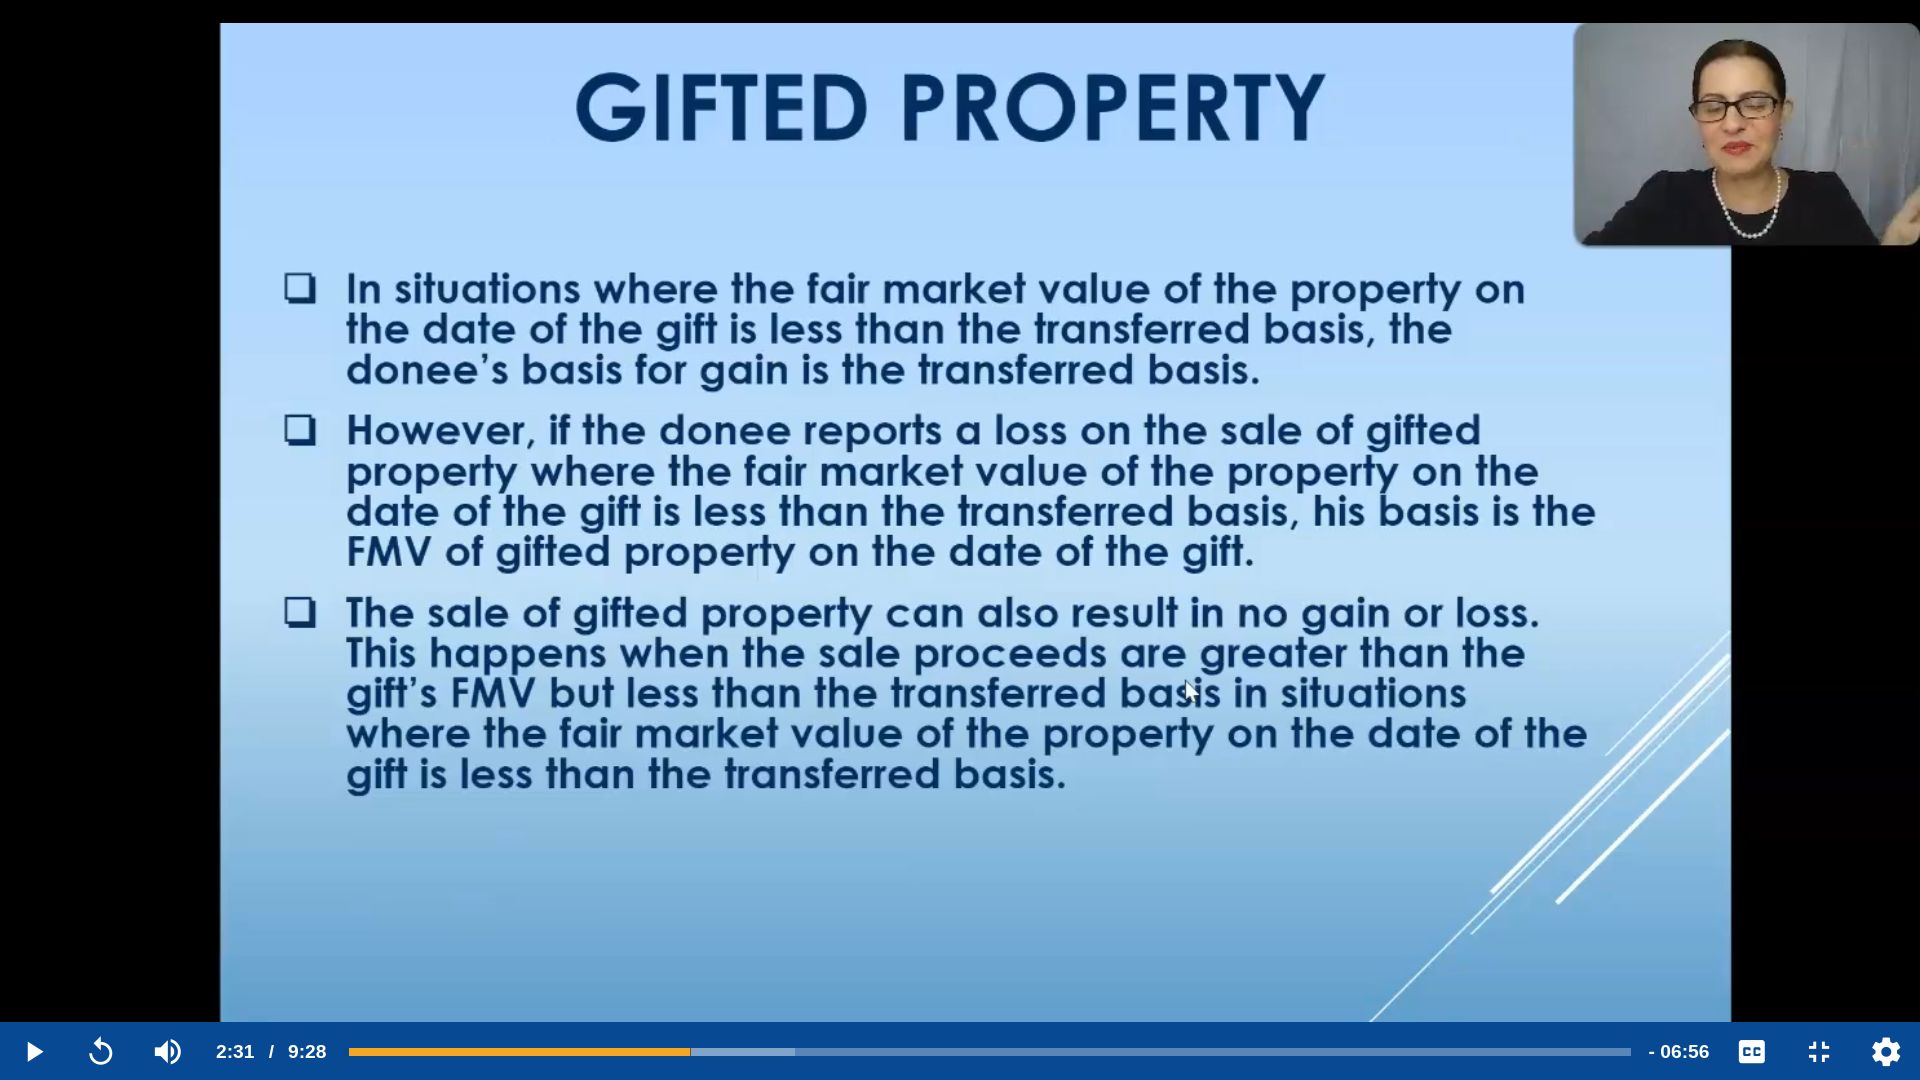 GIFTED PROPERTY
❑ In situations where the fair market value of the property on
the date of the gift is less than the transferred basis, the
donee’s basis for gain is the transferred basis.
❑ However, if the donee reports a loss on the sale of gifted
property where the fair market value of the property on the
date of the gift is less than the transferred basis, his basis is the
FMV of gifted property on the date of the gift.
❑ The sale of gifted property can also result in no gain or loss.
This happens when the sale proceeds are greater than the
gift’s FMV but less than the transferred basis in situations
where the fair market value of the property on the date of the
gift is less than the transferred basis.
2:31 / 9:28 - 06:56 CC